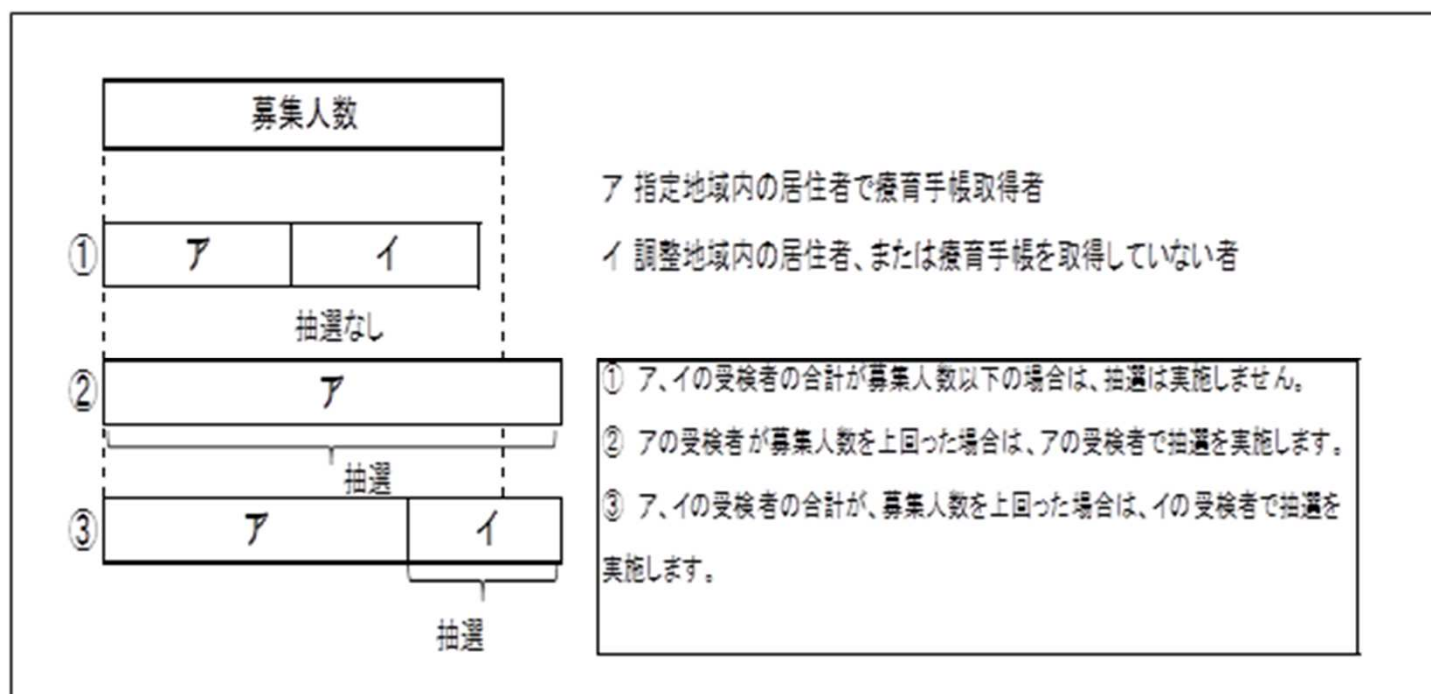 募集人数
ア 指定地域内の居住者で療育手帳取得者
イ 調整地域内の居住者、または療育手帳を取得していない者
①
ア
イ
抽選なし
②
ア
抽選
③
ア
イ
抽選
① ア、イの受検者の合計が募集人数以下の場合は、抽選は実施しません。
② アの受検者が募集人数を上回った場合は、アの受検者で抽選を実施します。
③ ア、イの受検者の合計が、募集人数を上回った場合は、イの受検者で抽選を
実施します。